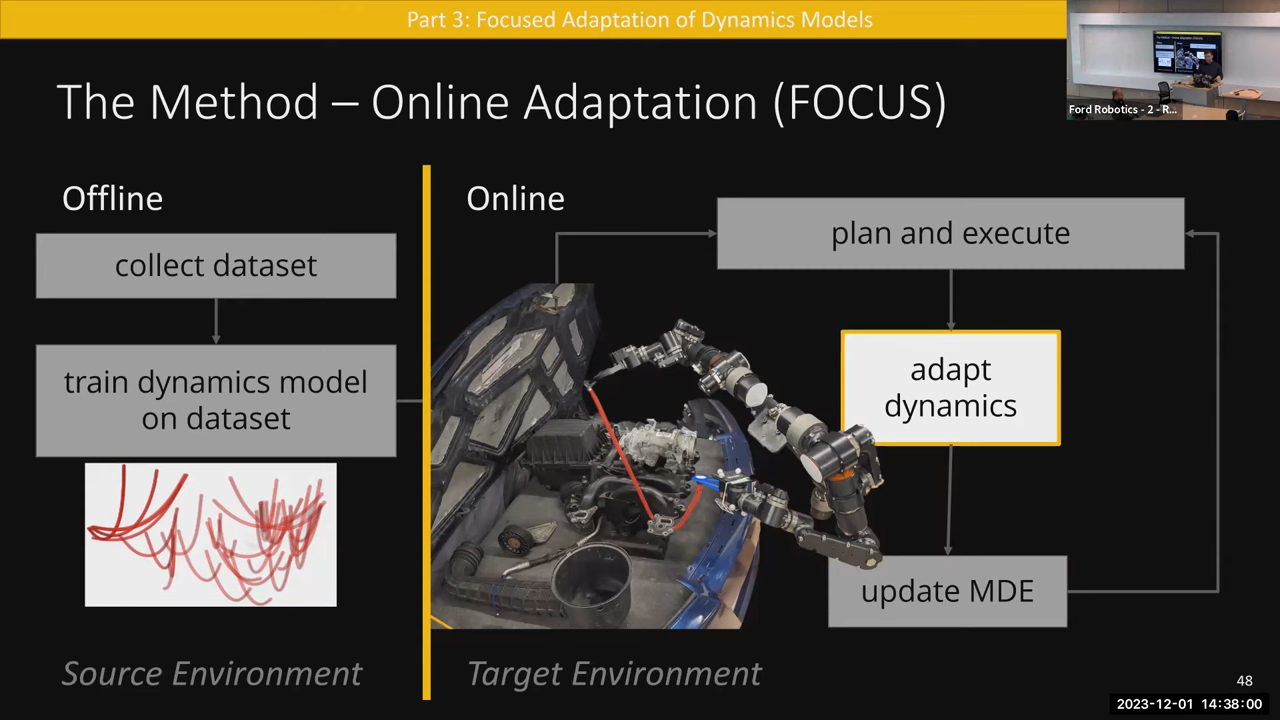 Part 3: Focused Adaptation of Dynamics Models
The Method – Online Adaptation (FOCUS)
Ford Robotics - 2 - R...
Offline
collect dataset
train dynamics model
on dataset
Source Environment
Online
plan and execute
adapt
dynamics
update MDE
Target Environment
48
2023-12-01 14:38:00